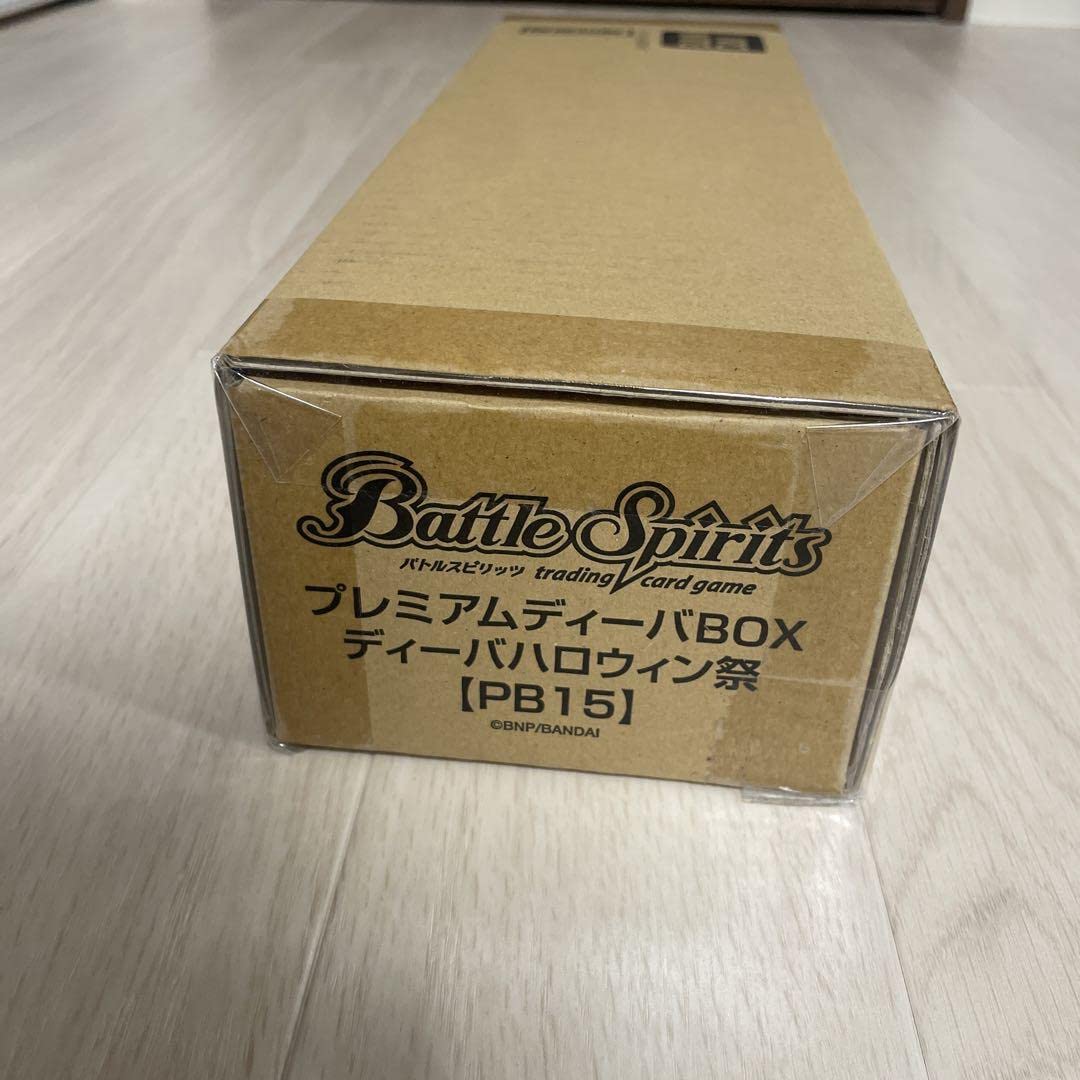 Battle Spirits
バトルスピリッツ trading card game
プレミアムディーバBOX
ディーバハロウィン祭
【PB15】
©BNP/BANDAI